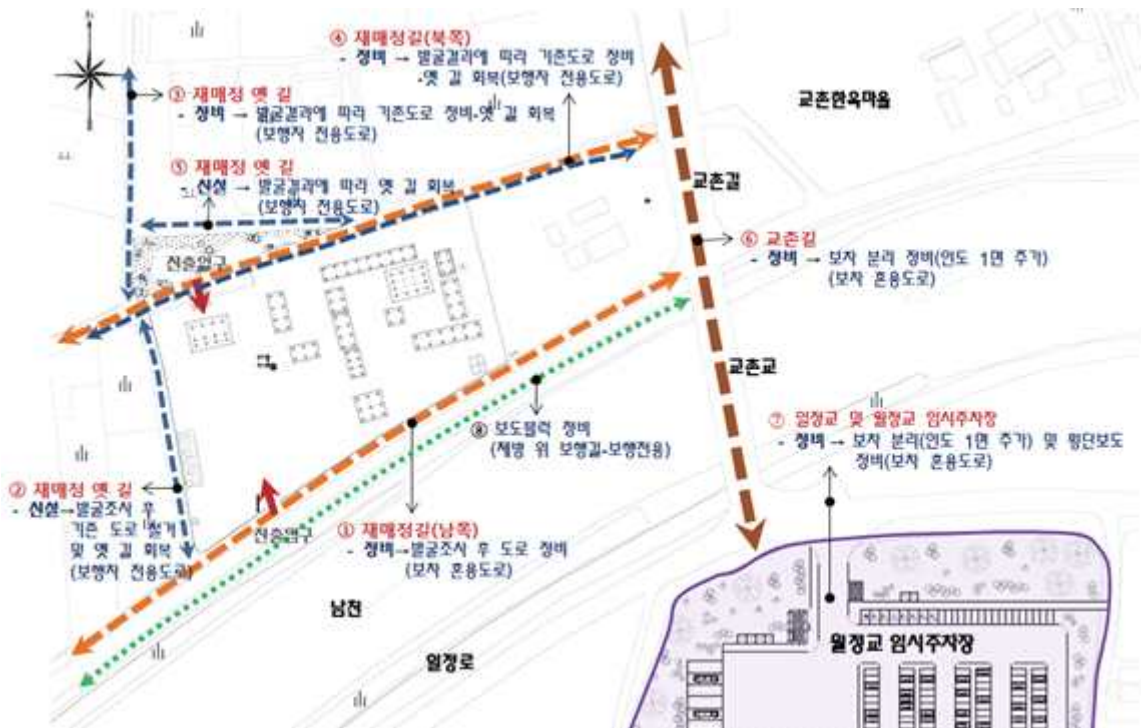 ④ 재매정길(북쪽)
- 정비 → 발굴결과에 따라 기존도로 정비
-옛 길 회복(보행자 전용도로)
③ 재매정 옛 길
- 정비 → 발굴결과에 따라 기존도로 정비-옛 길 회복
(보행자 전용도로)
교촌한옥마을
⑤ 재매정 옛 길
- 신설 → 발굴결과에 따라 옛 길 회복
(보행자 전용도로)
교촌길
진출입구
⑥ 교촌길
- 정비 → 보차 분리 정비(인도 1면 추가)
(보차 혼용도로)
교촌교
⑦ 월정교 및 월정교 임시주차장
- 정비 → 보차 분리(인도 1면 추가) 및 횡단보도
정비(보차 혼용도로)
⑧ 보도블럭 정비
(제방 위 보행길-보행전용)
② 재매정 옛 길
- 신설→발굴조사 후
기존 도로 철거
및 옛 길 회복
(보행자 전용도로)
진출입구
① 재매정길(남쪽)
- 정비→발굴조사 후 도로 정비
(보차 혼용도로)
남천
월정교 임시주차장
월정로